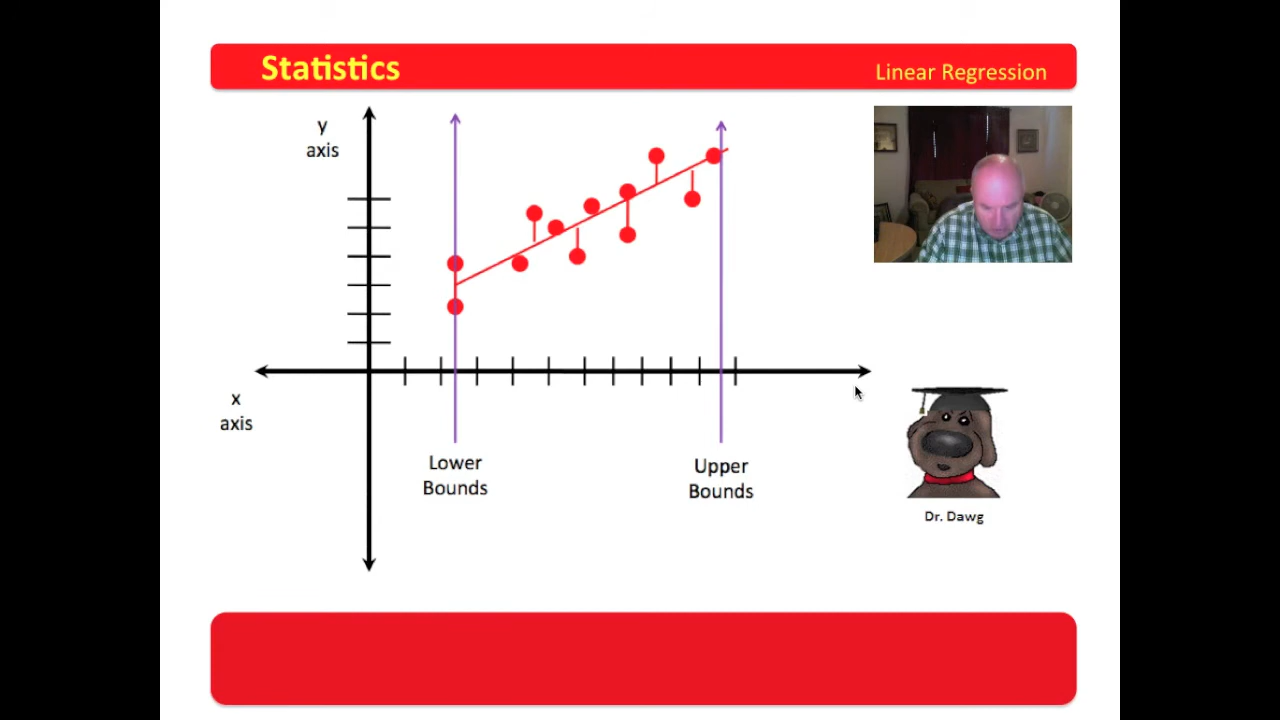 Statistics
Linear Regression
y
axis
x
axis
Lower
Bounds
Upper
Bounds
Dr. Dawg